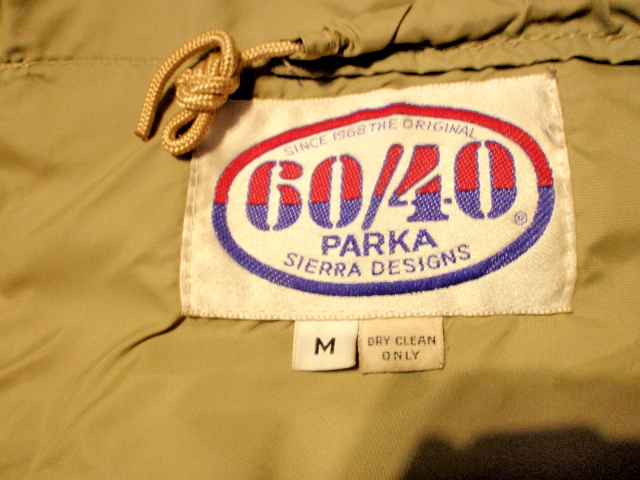 SINCE 1968 THE ORIGINAL
60/40 ®
PARKA
SIERRA DESIGNS
M
DRY CLEAN
ONLY